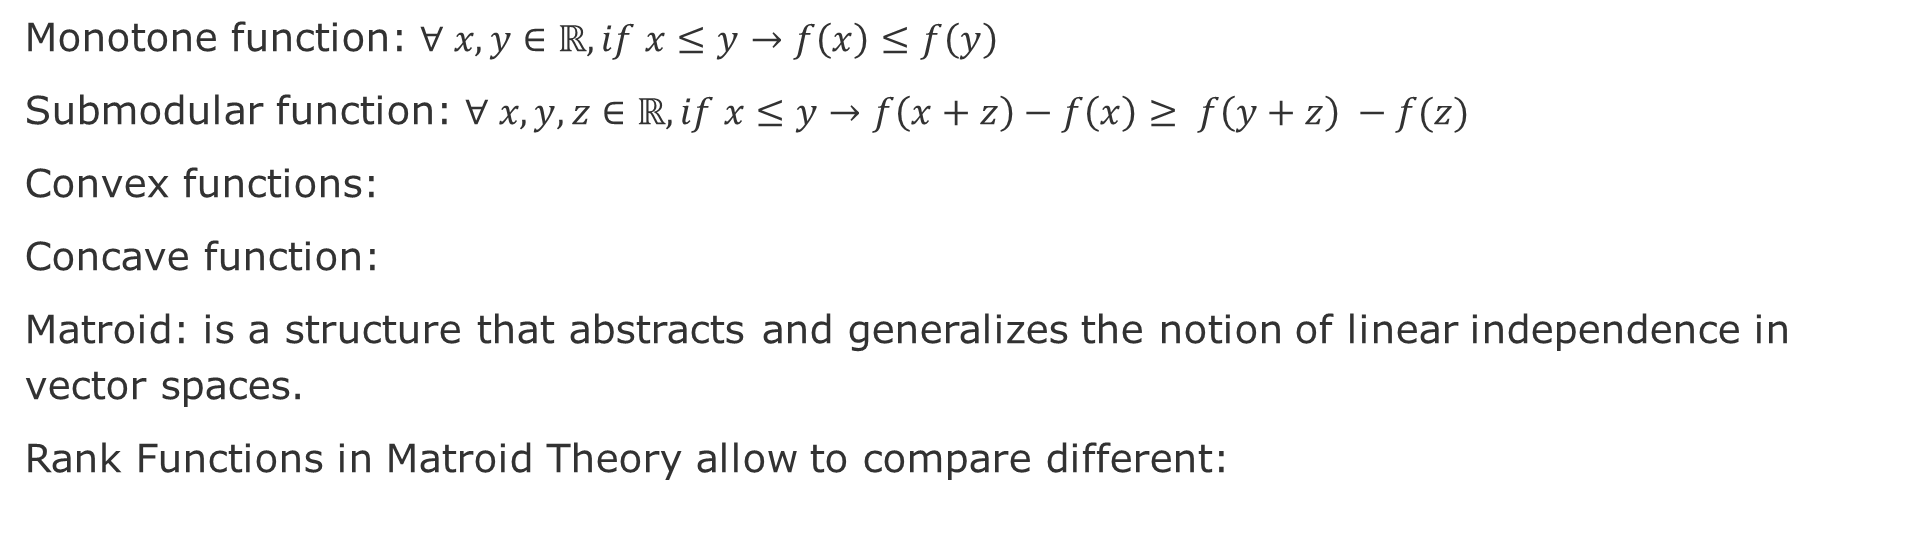 Monotone function: ∀ x, y ∈ ℝ, if x ≤ y → f(x) ≤ f(y)
Submodular function: ∀ x, y, z ∈ ℝ, if x ≤ y → f(x + z) − f(x) ≥ f(y + z) − f(z)
Convex functions:
Concave function:
Matroid: is a structure that abstracts and generalizes the notion of linear independence in
vector spaces.
Rank Functions in Matroid Theory allow to compare different: